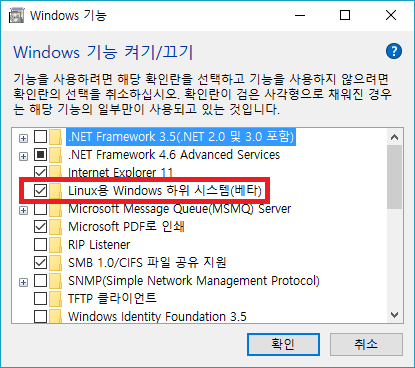 Windows 기능
Windows 기능 켜기/끄기
기능을 사용하려면 해당 확인란을 선택하고 기능을 사용하지 않으려면
확인란의 선택을 취소하십시오. 확인란이 검은 사각형으로 채워진 경우
는 해당 기능의 일부만이 사용되고 있는 것입니다.
.NET Framework 3.5(.NET 2.0 및 3.0 포함)
.NET Framework 4.6 Advanced Services
Internet Explorer 11
Linux용 Windows 하위 시스템(베타)
Microsoft Message Queue(MSMQ) Server
Microsoft PDF로 인쇄
RIP Listener
SMB 1.0/CIFS 파일 공유 지원
SNMP(Simple Network Management Protocol)
TFTP 클라이언트
Windows Identity Foundation 3.5
확인
취소